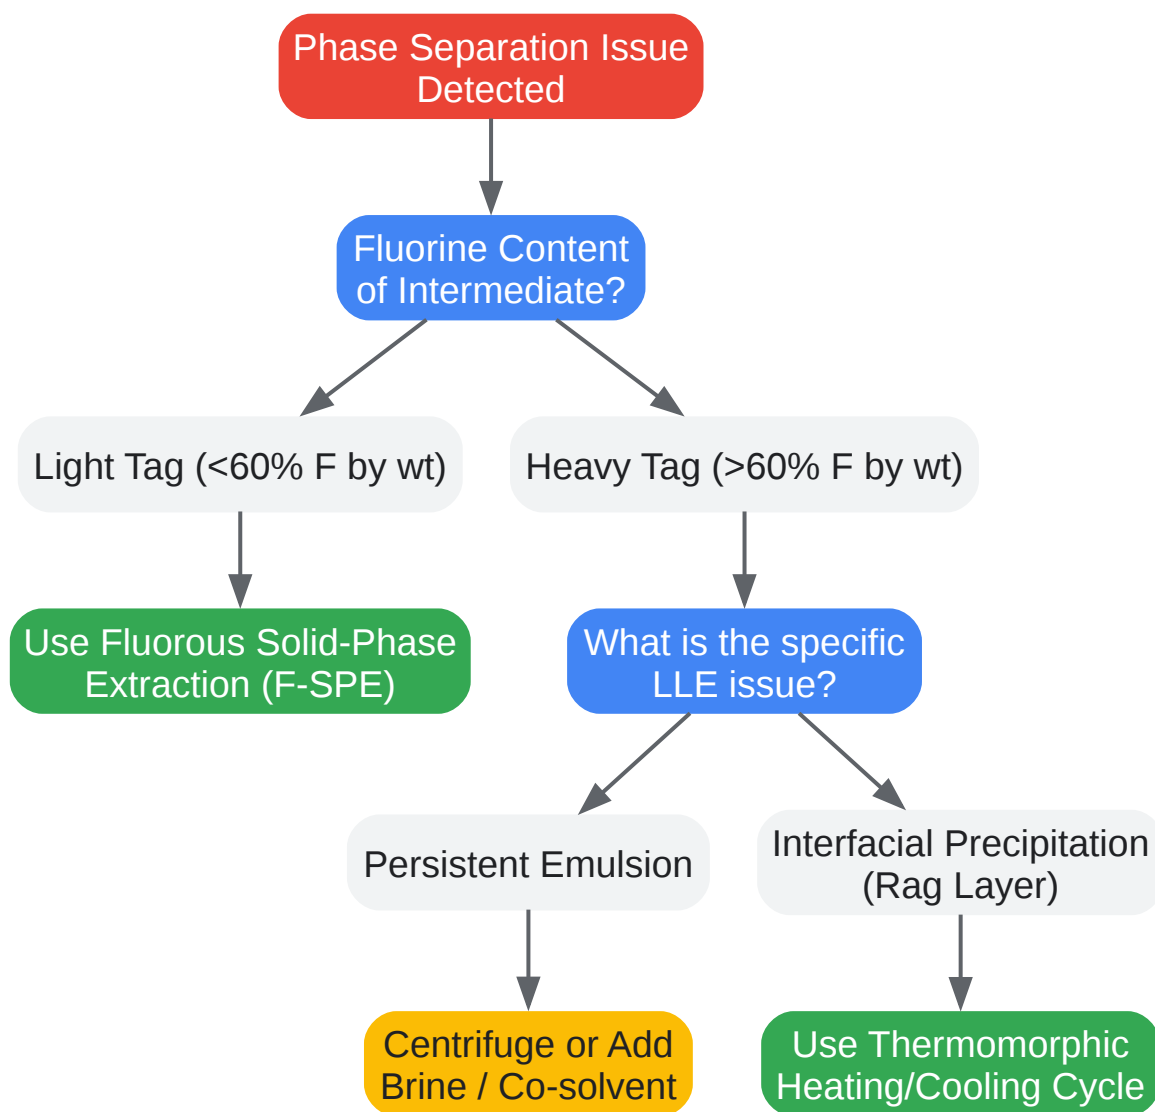 Phase Separation Issue
Detected
Fluorine Content
of Intermediate?
Light Tag (<60% F by wt)
Heavy Tag (>60% F by wt)
Use Fluorous Solid-Phase
Extraction (F-SPE)
What is the specific
LLE issue?
Persistent Emulsion
Interfacial Precipitation
(Rag Layer)
Centrifuge or Add
Brine / Co-solvent
Use Thermomorphic
Heating/Cooling Cycle